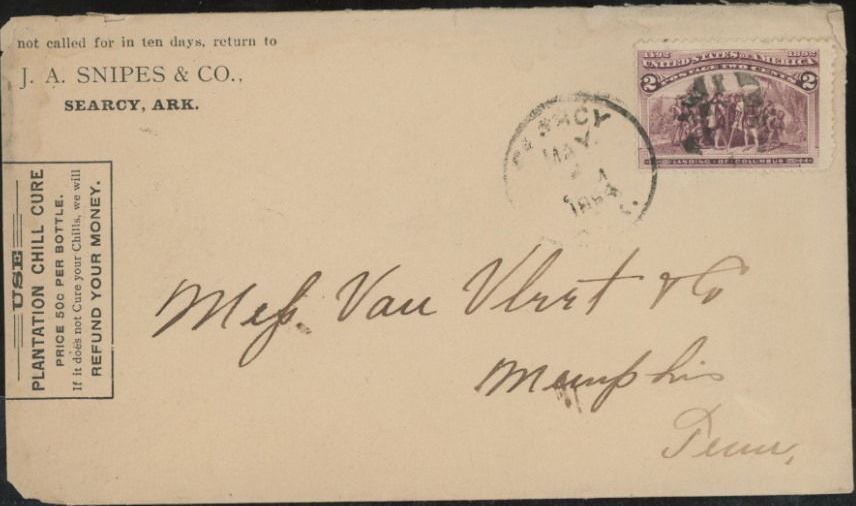 not called for in ten days, return to
J. A. SNIPES & CO.,
SEARCY, ARK.
1492 1892
UNITED STATES OF AMERICA
2 POSTAGE TWO CENTS 2
LANDING OF COLUMBUS
MAY
USE
PLANTATION CHILL CURE
PRICE 50c PER BOTTLE.
If it does not Cure your Chills, we will
REFUND YOUR MONEY.
Mess. Van Vleet & Co
Memphis
Tenn,